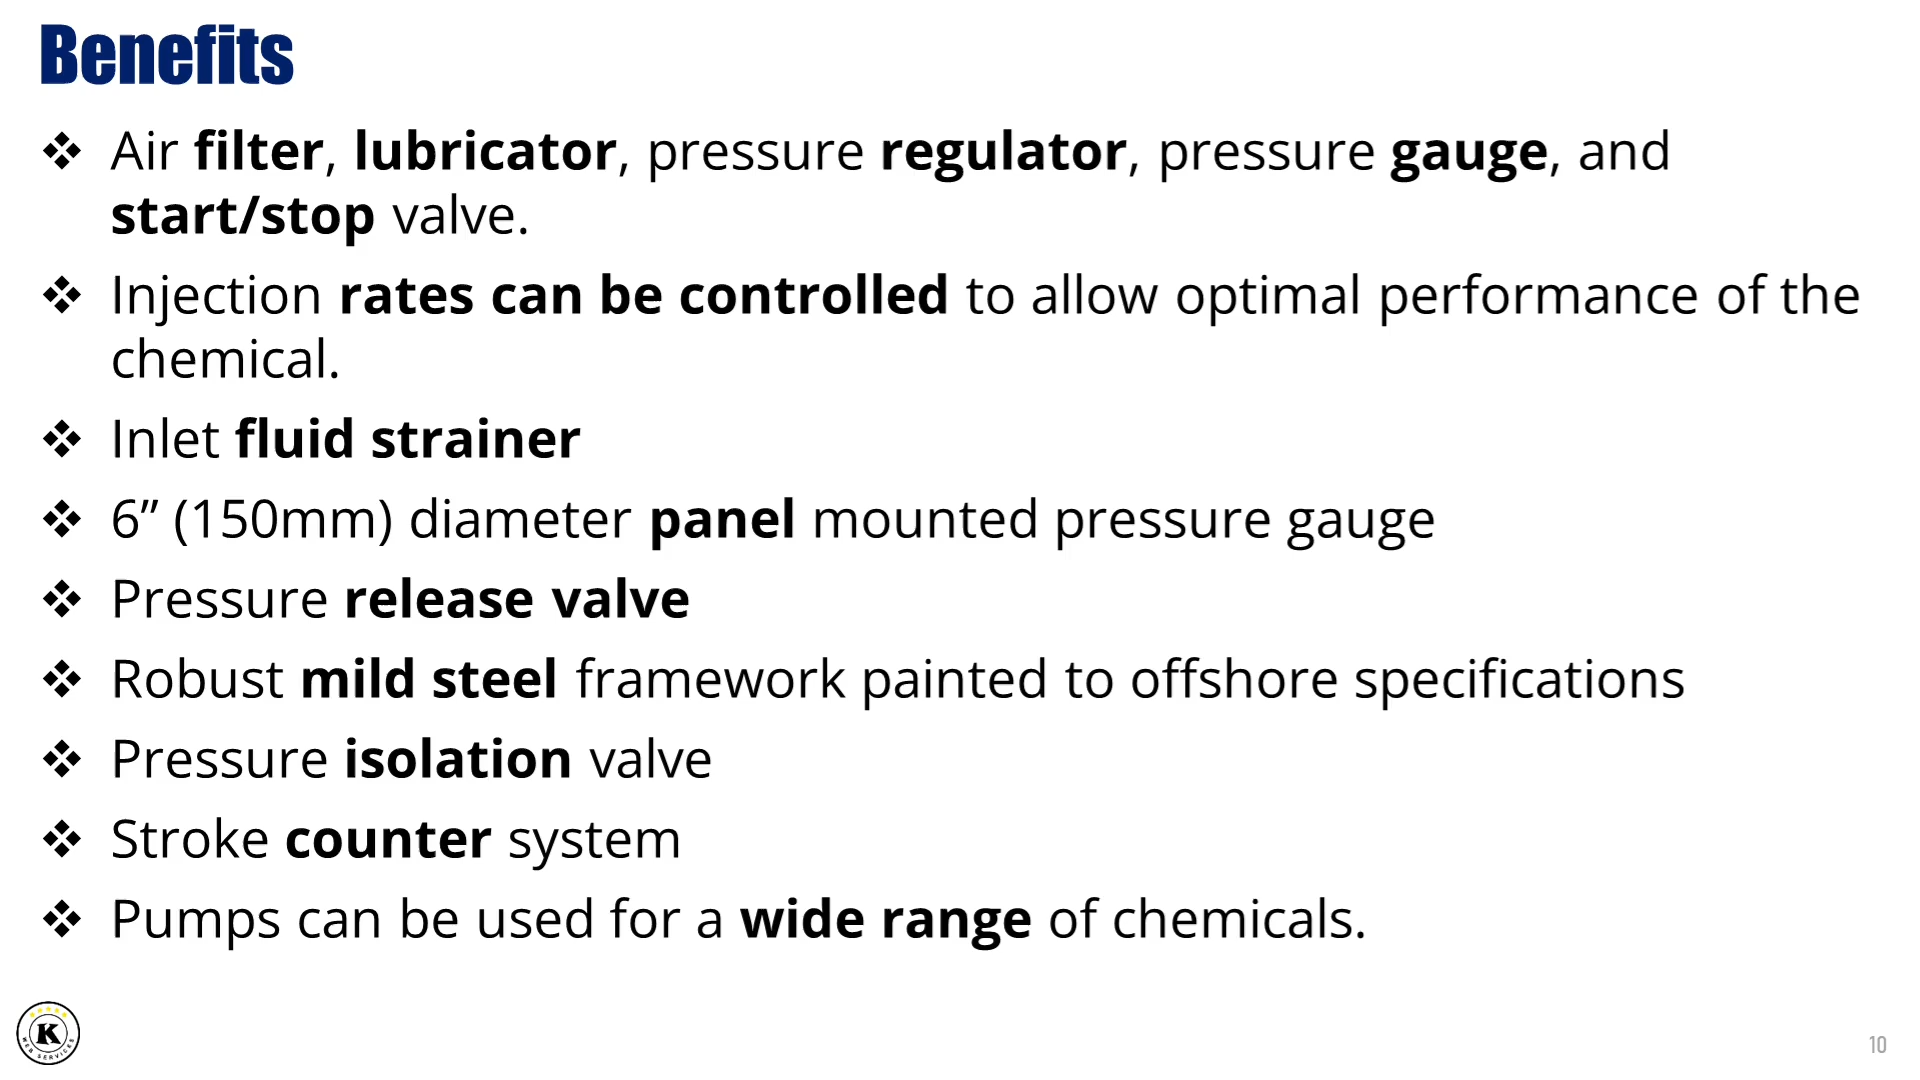 Benefits
❖ Air filter, lubricator, pressure regulator, pressure gauge, and
start/stop valve.
❖ Injection rates can be controlled to allow optimal performance of the
chemical.
❖ Inlet fluid strainer
❖ 6” (150mm) diameter panel mounted pressure gauge
❖ Pressure release valve
❖ Robust mild steel framework painted to offshore specifications
❖ Pressure isolation valve
❖ Stroke counter system
❖ Pumps can be used for a wide range of chemicals.
K
WEB SERVICES
10